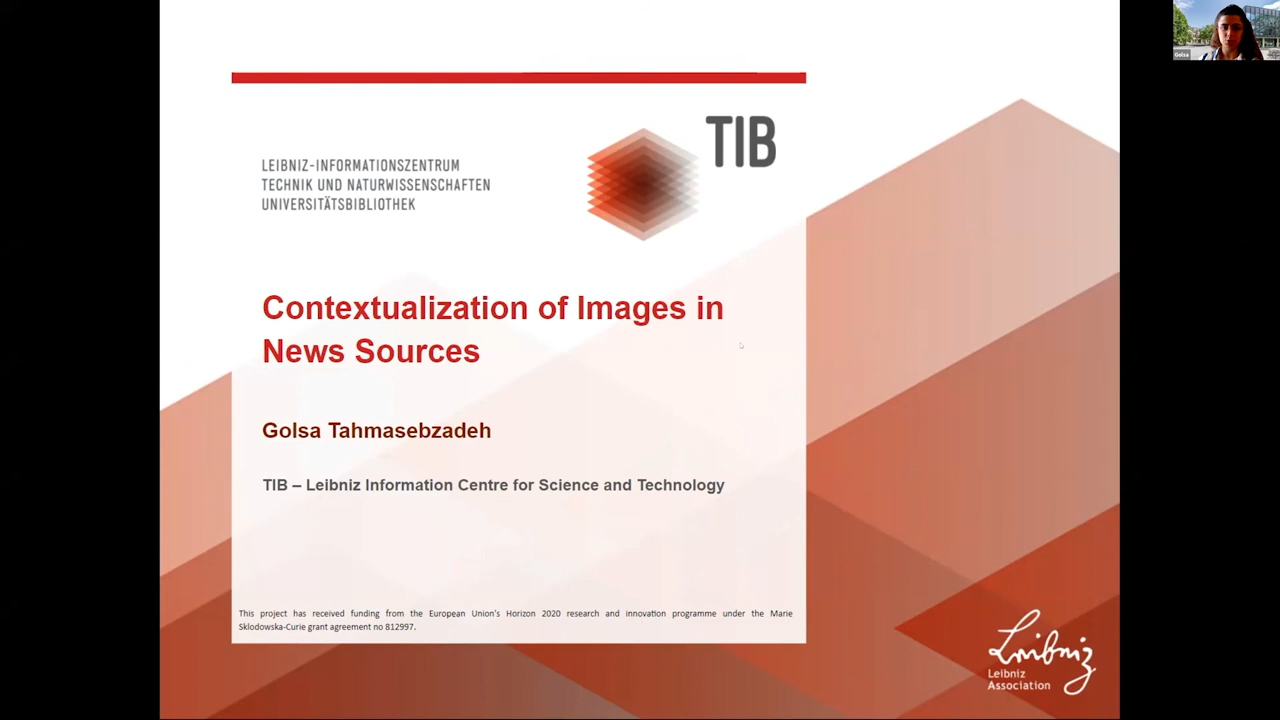 Golsa
TIB
LEIBNIZ-INFORMATIONSZENTRUM
TECHNIK UND NATURWISSENSCHAFTEN
UNIVERSITÄTSBIBLIOTHEK
Contextualization of Images in
News Sources
Golsa Tahmasebzadeh
TIB – Leibniz Information Centre for Science and Technology
This project has received funding from the European Union's Horizon 2020 research and innovation programme under the Marie
Sklodowska-Curie grant agreement no 812997.
Leibniz
Leibniz
Association